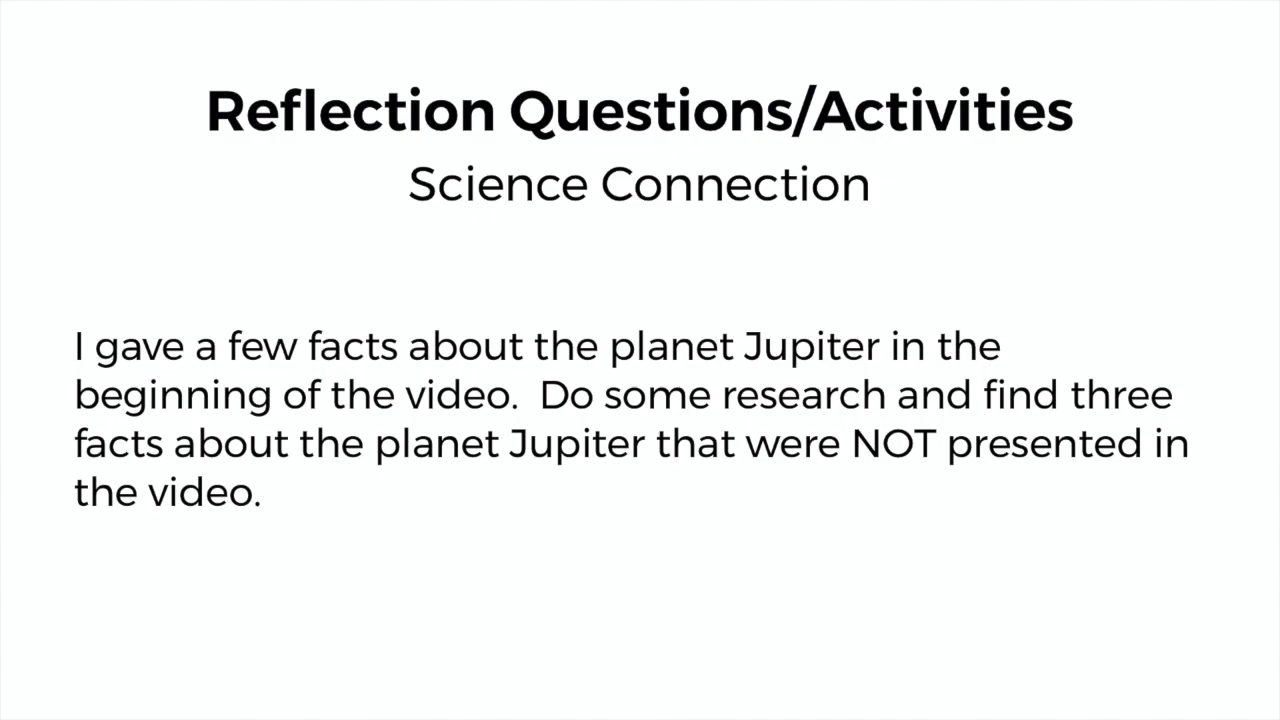 Reflection Questions/Activities
Science Connection
I gave a few facts about the planet Jupiter in the
beginning of the video.  Do some research and find three
facts about the planet Jupiter that were NOT presented in
the video.